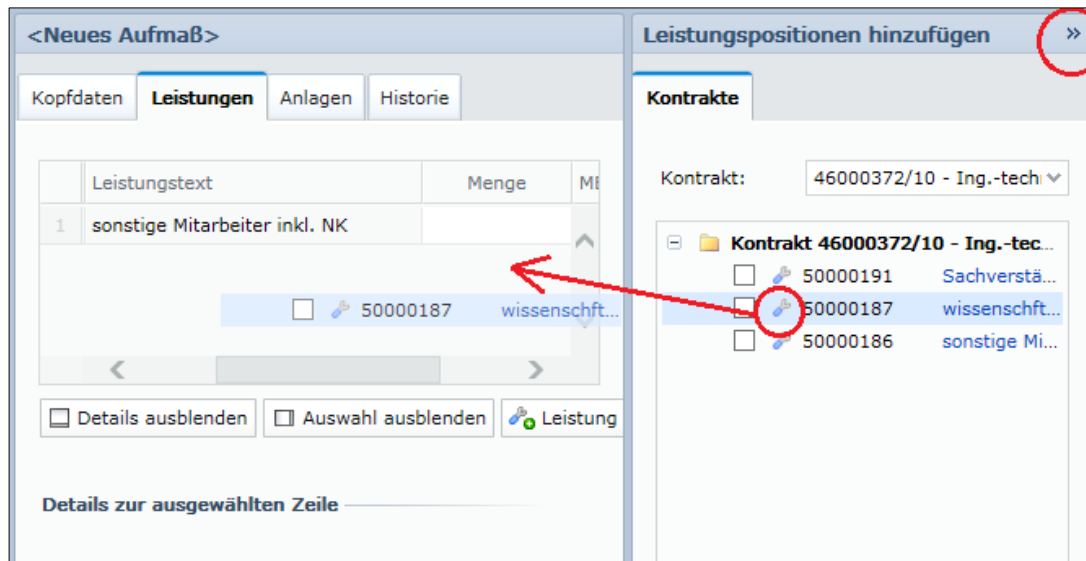 <Neues Aufmaß>
Kopfdaten Leistungen Anlagen Historie
Leistungstext Menge ME
1 sonstige Mitarbeiter inkl. NK
50000187 wissenschft...
Details ausblenden Auswahl ausblenden Leistung
Details zur ausgewählten Zeile
Leistungspositionen hinzufügen »
Kontrakte
Kontrakt: 46000372/10 - Ing.-techn
Kontrakt 46000372/10 - Ing.-tec...
50000191 Sachverstä...
50000187 wissenschft...
50000186 sonstige Mi...